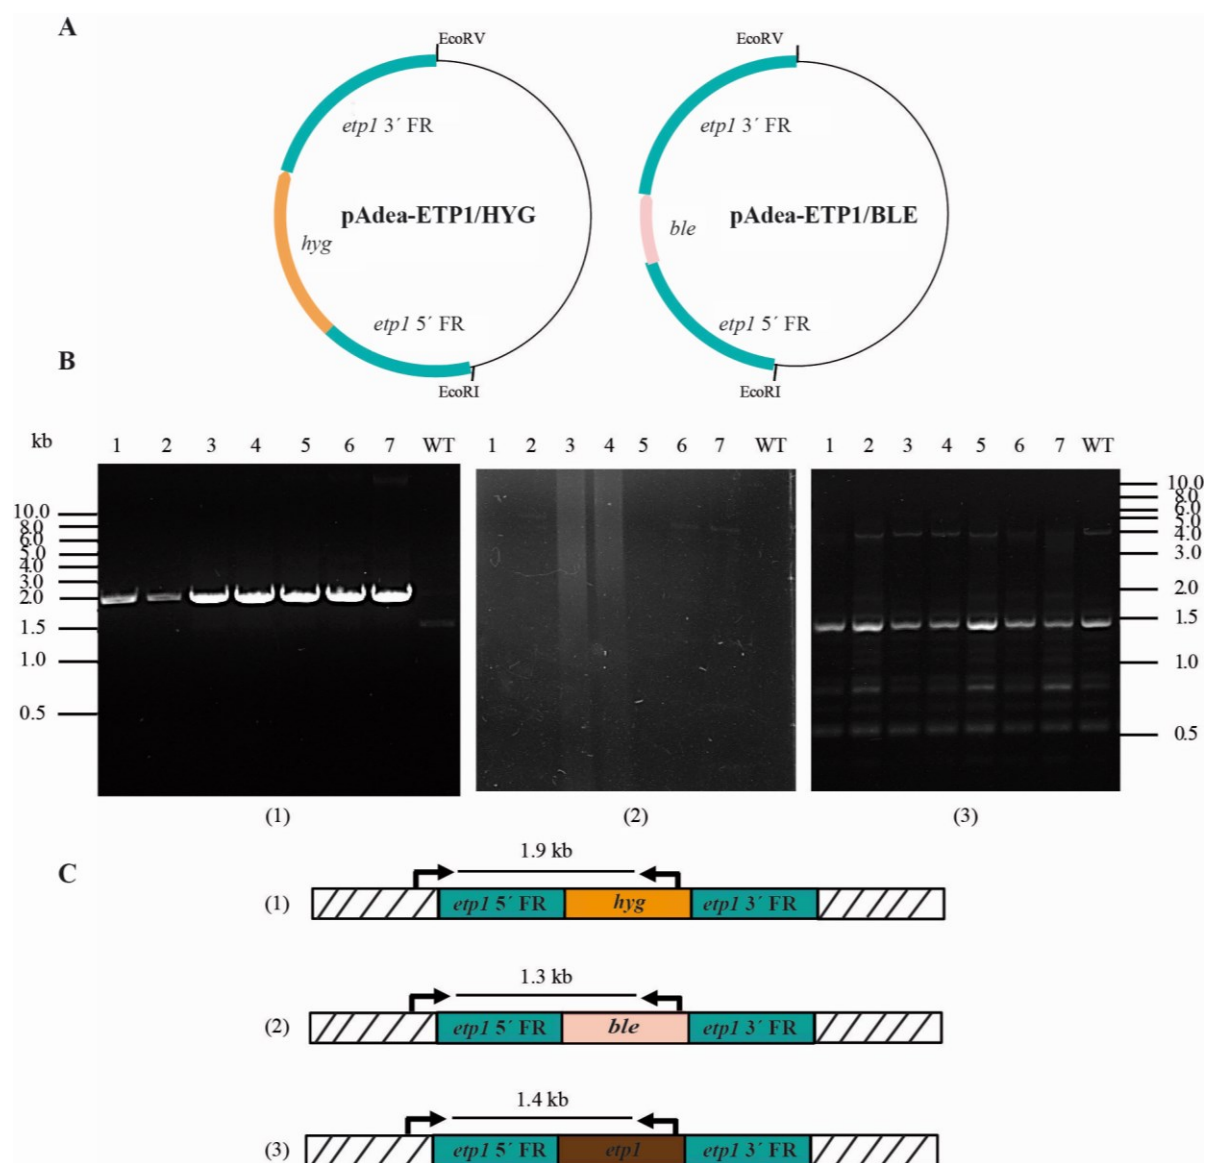 A
EcoRV
EcoRV
etp1 3´ FR
etp1 3´ FR
pAdea-ETP1/HYG
pAdea-ETP1/BLE
hyg
ble
etp1 5´ FR
etp1 5´ FR
EcoRI
EcoRI
B
kb
1 2 3 4 5 6 7 WT
1 2 3 4 5 6 7 WT
1 2 3 4 5 6 7 WT
10.0
8.0
6.0
5.0
4.0
3.0
2.0
1.5
1.0
0.5
10.0
8.0
6.0
5.0
4.0
3.0
2.0
1.5
1.0
0.5
(1)
(2)
(3)
C
1.9 kb
(1) etp1 5´ FR hyg etp1 3´ FR
1.3 kb
(2) etp1 5´ FR ble etp1 3´ FR
1.4 kb
(3) etp1 5´ FR etp1 etp1 3´ FR